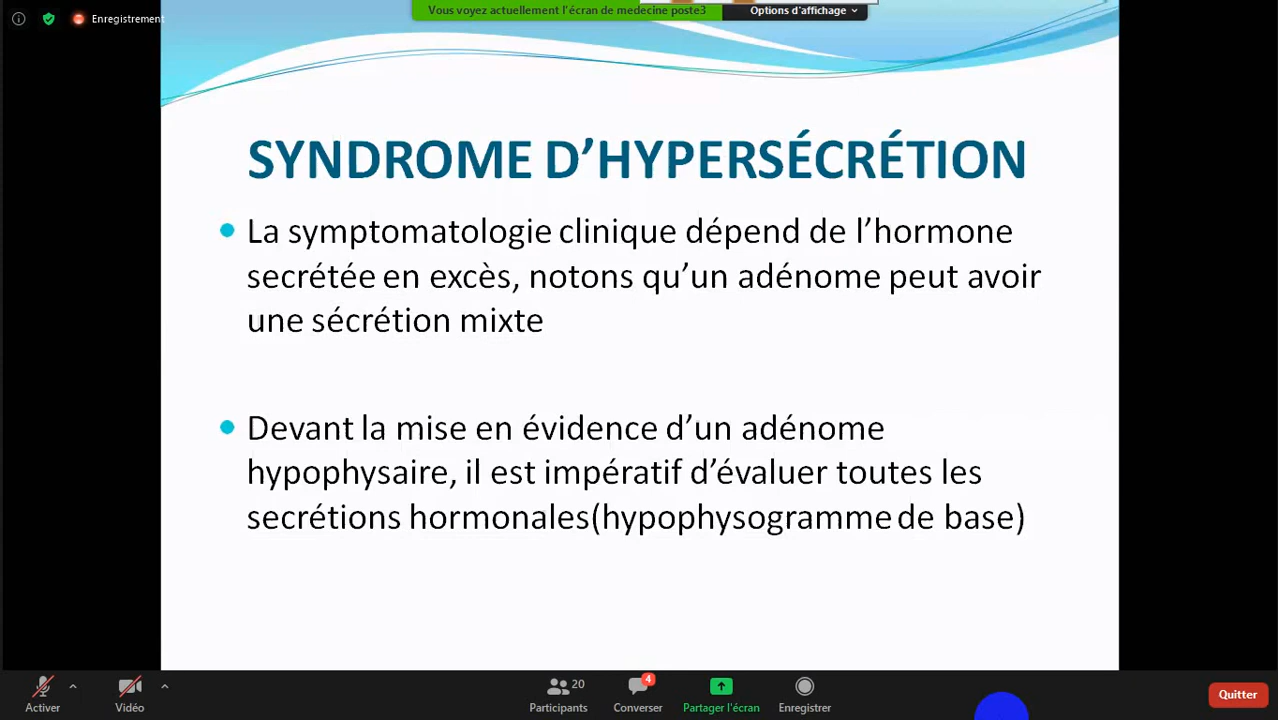 Enregistrement
Vous voyez actuellement l'écran de medecine poste3
Options d'affichage
SYNDROME D’HYPERSÉCRÉTION
La symptomatologie clinique dépend de l’hormone
secrétée en excès, notons qu’un adénome peut avoir
une sécrétion mixte
Devant la mise en évidence d’un adénome
hypophysaire, il est impératif d’évaluer toutes les
secrétions hormonales(hypophysogramme de base)
20
4
Activer
Vidéo
Participants
Converser
Partager l'écran
Enregistrer
Quitter